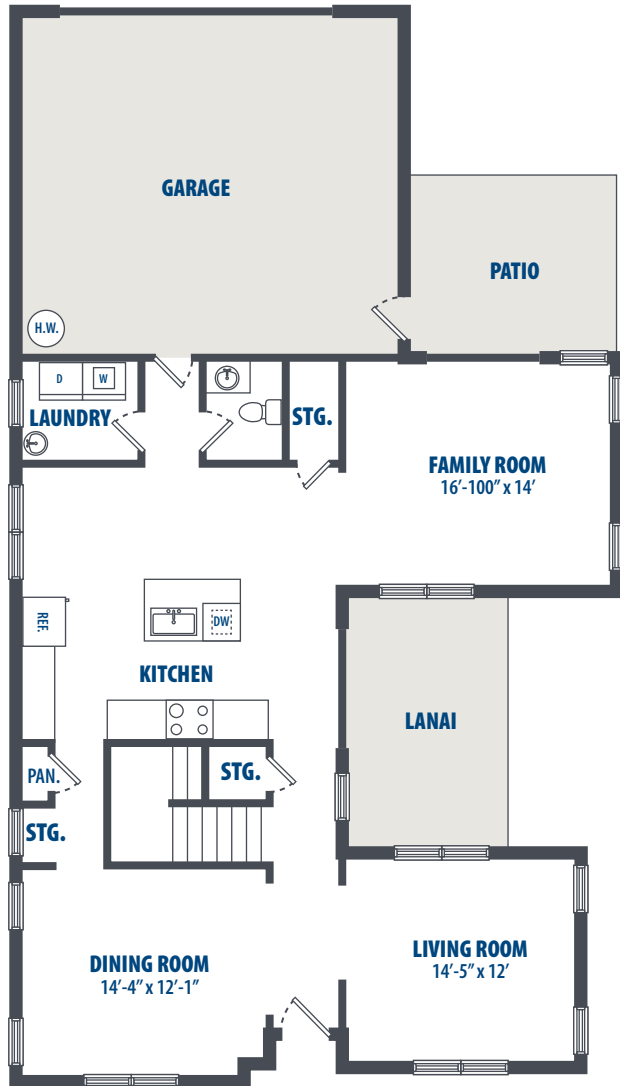 GARAGE
PATIO
H.W.
D
W
LAUNDRY
STG.
FAMILY ROOM
16’-100” x 14’
REF.
DW
KITCHEN
LANAI
PAN.
STG.
STG.
DINING ROOM
14’-4” x 12’-1”
LIVING ROOM
14’-5” x 12’